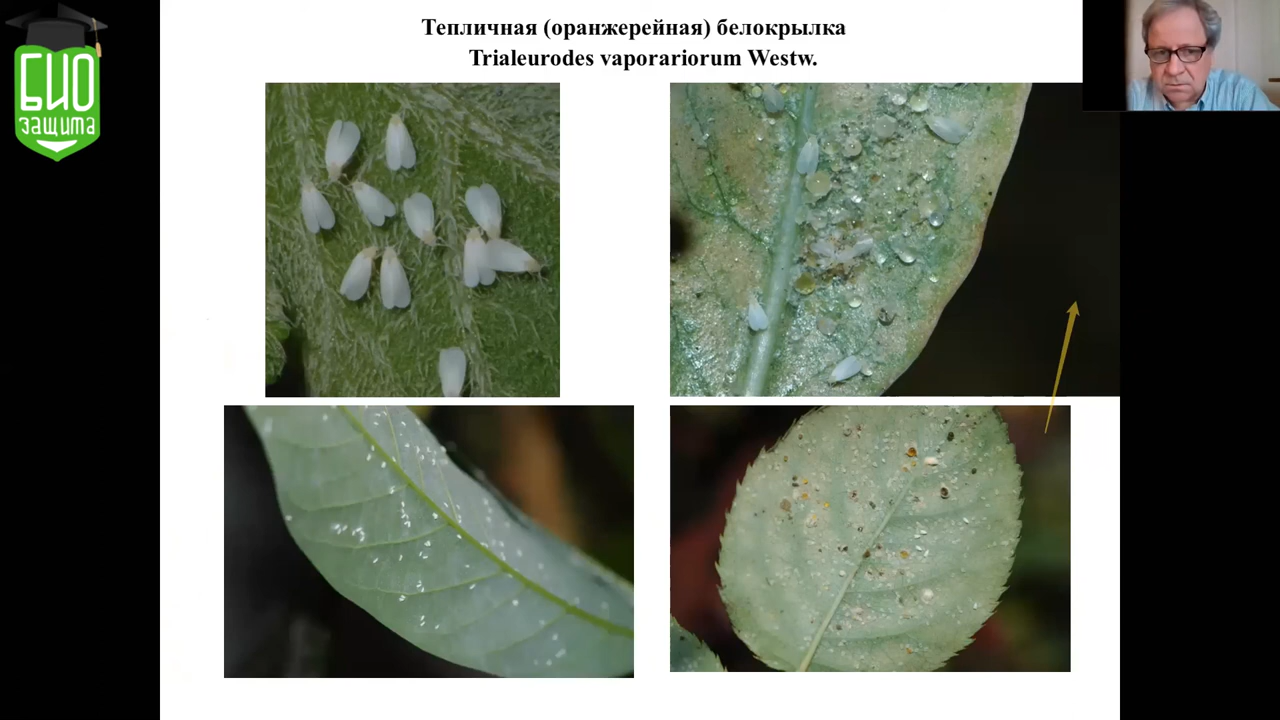 БИО
защита
Тепличная (оранжерейная) белокрылка
Trialeurodes vaporariorum Westw.